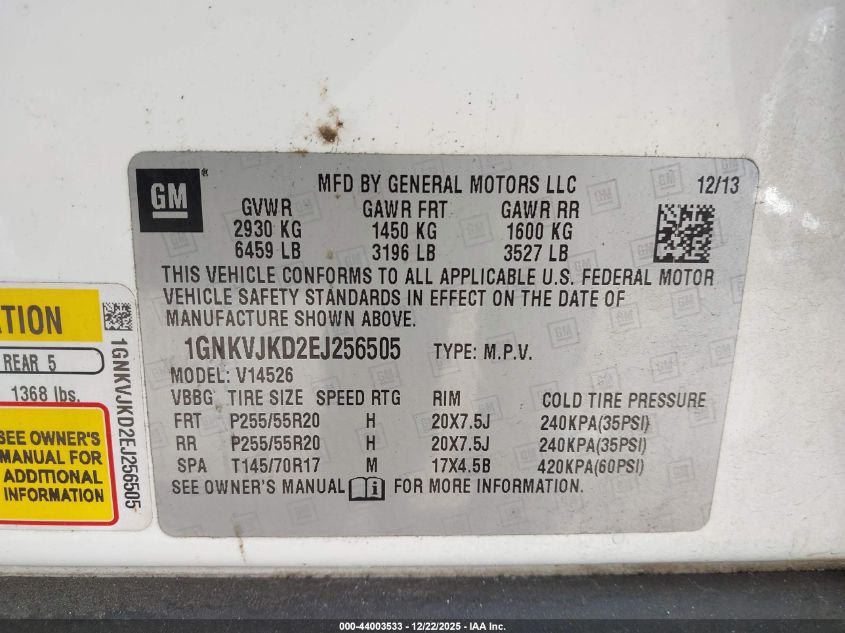 GM ®
MFD BY GENERAL MOTORS LLC 12/13
GVWR GAWR FRT GAWR RR
2930 KG 1450 KG 1600 KG
6459 LB 3196 LB 3527 LB
THIS VEHICLE CONFORMS TO ALL APPLICABLE U.S. FEDERAL MOTOR
VEHICLE SAFETY STANDARDS IN EFFECT ON THE DATE OF
MANUFACTURE SHOWN ABOVE.
1GNKVJKD2EJ256505 TYPE: M.P.V.
MODEL: V14526
VBBG TIRE SIZE SPEED RTG RIM COLD TIRE PRESSURE
FRT P255/55R20 H 20X7.5J 240KPA(35PSI)
RR P255/55R20 H 20X7.5J 240KPA(35PSI)
SPA T145/70R17 M 17X4.5B 420KPA(60PSI)
SEE OWNER'S MANUAL FOR MORE INFORMATION.
REAR 5
1368 lbs.
SEE OWNER'S
MANUAL FOR
ADDITIONAL
INFORMATION
1GNKVJKD2EJ256505
000-44003533 - 12/22/2025 - IAA Inc.